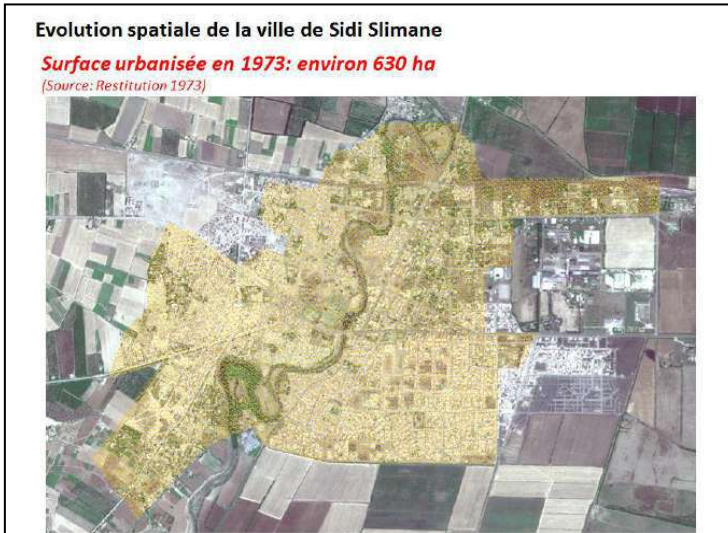 Evolution spatiale de la ville de Sidi Slimane
Surface urbanisée en 1973: environ 630 ha
(Source: Restitution 1973)